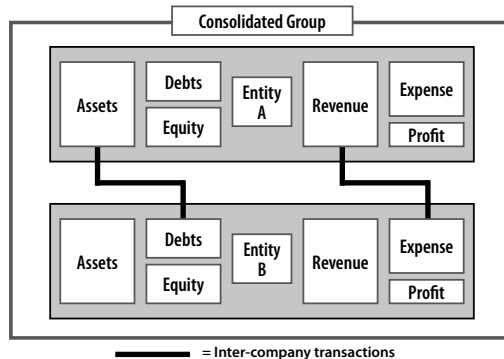 Consolidated Group
Assets
Debts
Equity
Entity
A
Revenue
Expense
Profit
Assets
Debts
Equity
Entity
B
Revenue
Expense
Profit
= Inter-company transactions